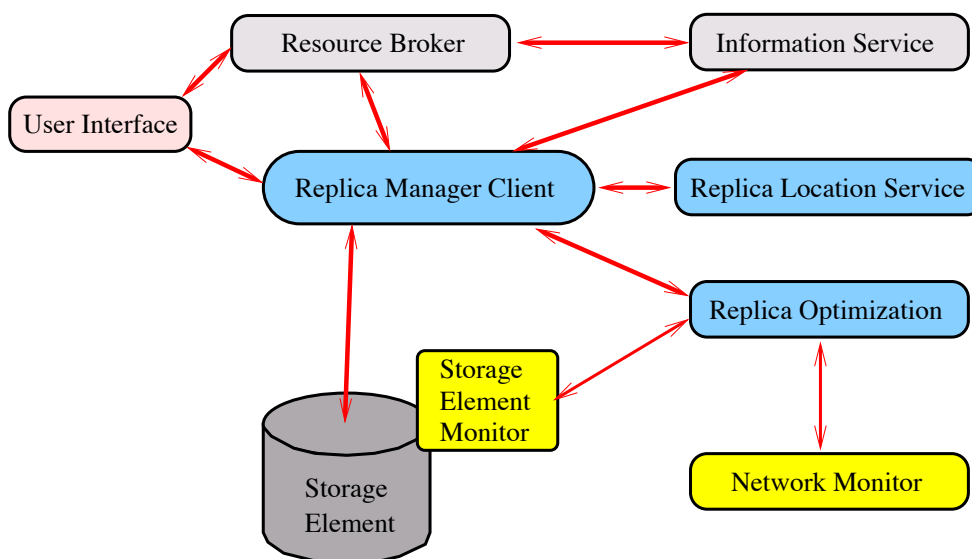 Resource Broker
Information Service
User Interface
Replica Manager Client
Replica Location Service
Replica Optimization
Storage
Element
Monitor
Network Monitor
Storage
Element